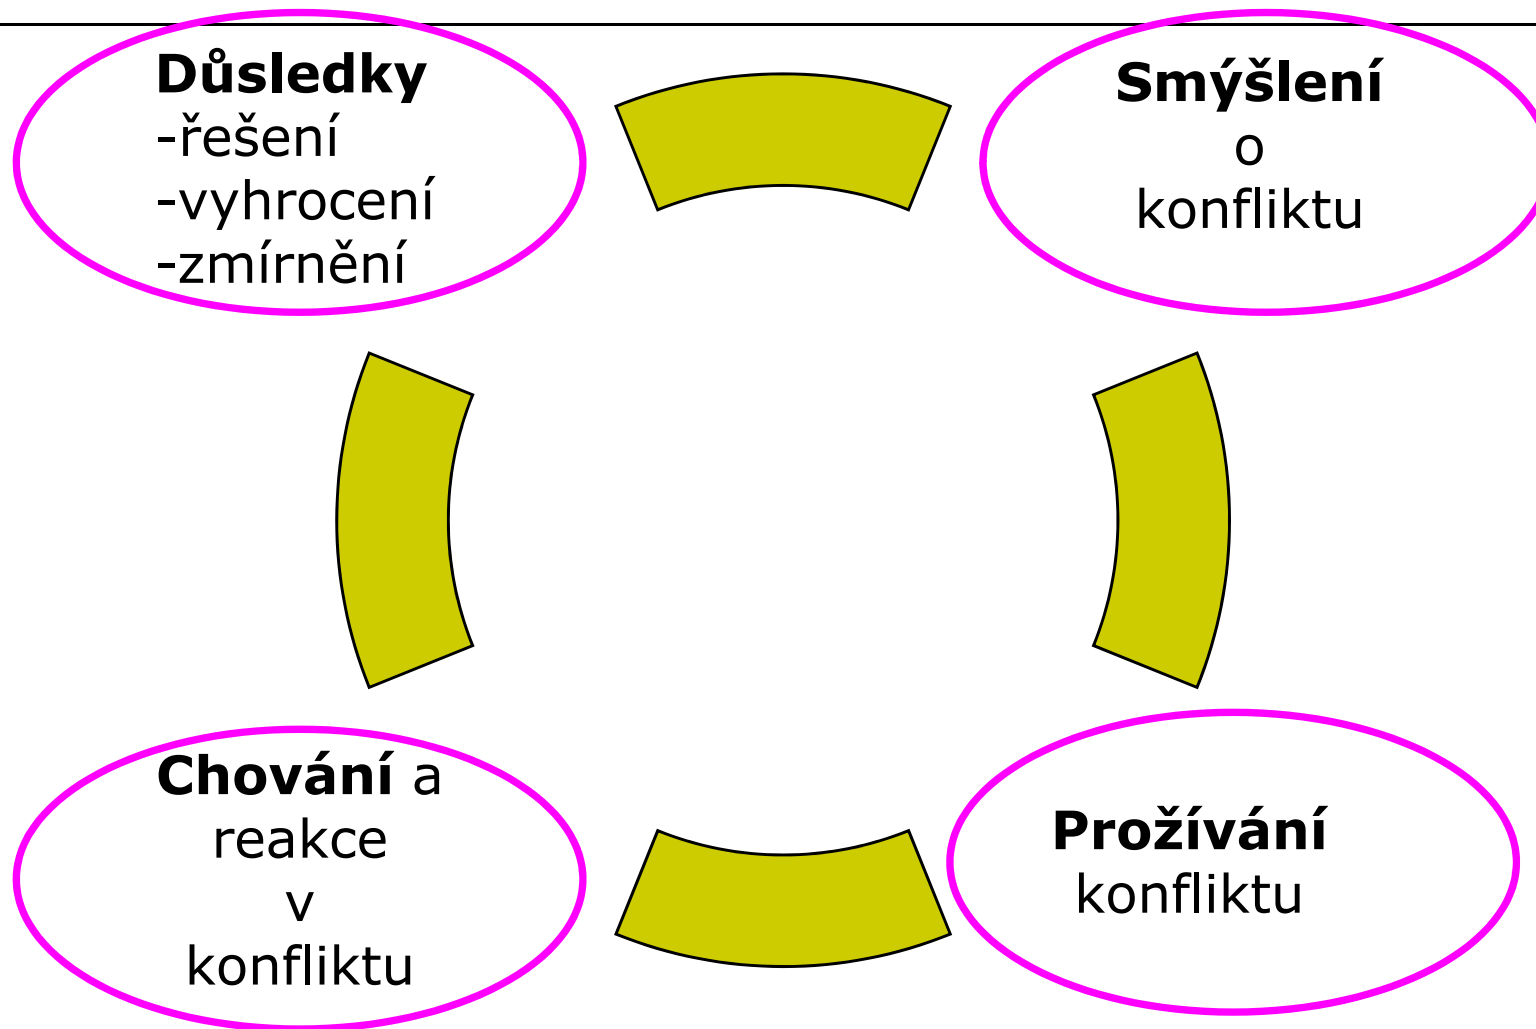 Důsledky
-řešení
-vyhrocení
-zmírnění
Smýšlení
o
konfliktu
Chování a
reakce
v
konfliktu
Prožívání
konfliktu